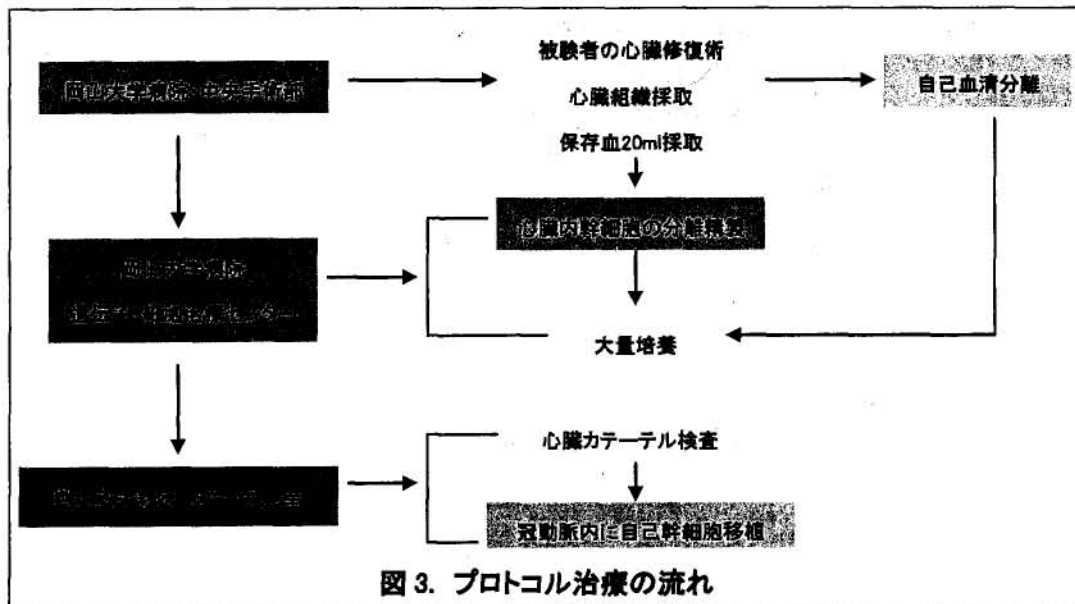 被験者の心臓修復術
岡山大学病院 中央手術部
心臓組織採取
自己血清分離
保存血20ml採取
心臓内幹細胞の分離精製
岡山大学病院
大量培養
心臓カテーテル検査
冠動脈内に自己幹細胞移植
図 3. プロトコル治療の流れ